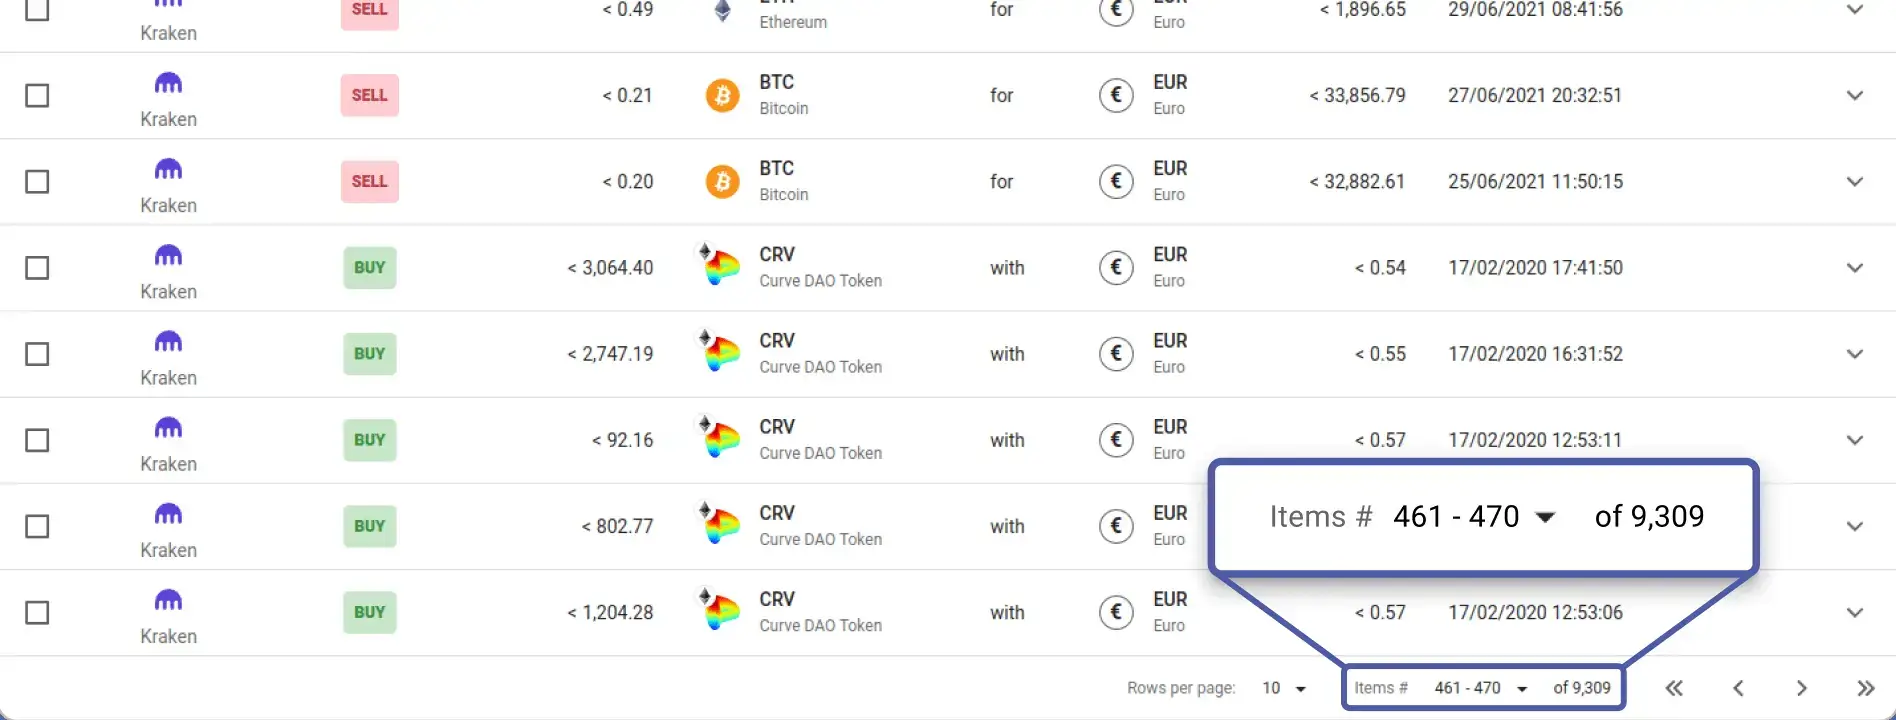 SELL < 0.49 for < 1,896.65 29/06/2021 08:41:56
Kraken Ethereum Euro
BTC EUR
SELL < 0.21 for € < 33,856.79 27/06/2021 20:32:51
Kraken Bitcoin Euro
BTC EUR
SELL < 0.20 for € < 32,882.61 25/06/2021 11:50:15
Kraken Bitcoin Euro
CRV EUR
BUY < 3,064.40 with € < 0.54 17/02/2020 17:41:50
Kraken Curve DAO Token Euro
CRV EUR
BUY < 2,747.19 with € < 0.55 17/02/2020 16:31:52
Kraken Curve DAO Token Euro
CRV EUR
BUY < 92.16 with € < 0.57 17/02/2020 12:53:11
Kraken Curve DAO Token Euro
CRV EUR
BUY < 802.77 with €
Kraken Curve DAO Token Euro
Items # 461 - 470 of 9,309
CRV EUR
BUY < 1,204.28 with € < 0.57 17/02/2020 12:53:06
Kraken Curve DAO Token Euro
Rows per page: 10 Items # 461 - 470 of 9,309